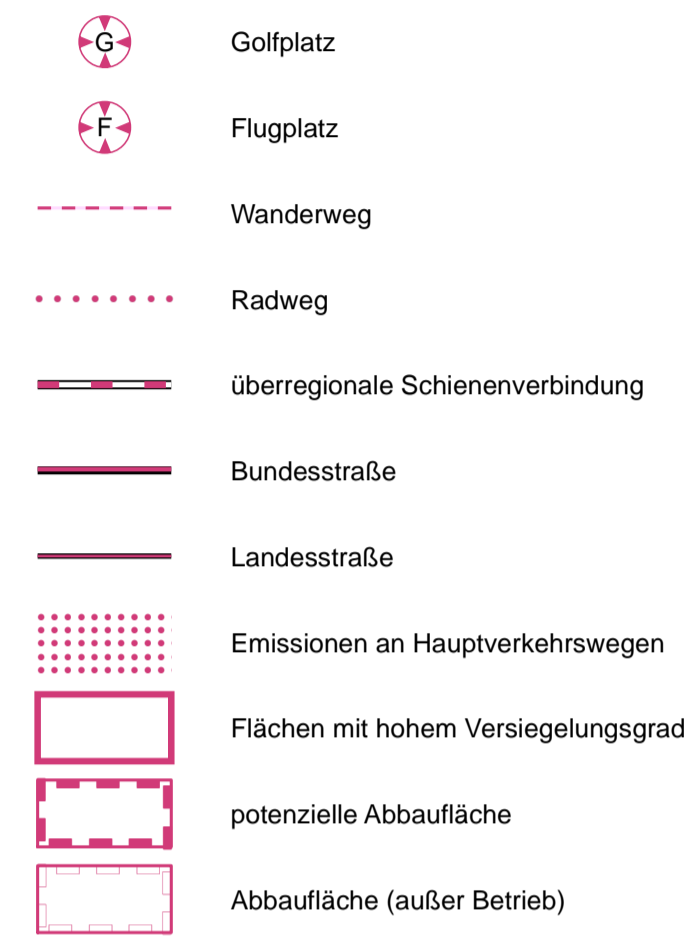 G Golfplatz
F Flugplatz
Wanderweg
Radweg
überregionale Schienenverbindung
Bundesstraße
Landesstraße
Emissionen an Hauptverkehrswegen
Flächen mit hohem Versiegelungsgrad
potenzielle Abbaufläche
Abbaufläche (außer Betrieb)